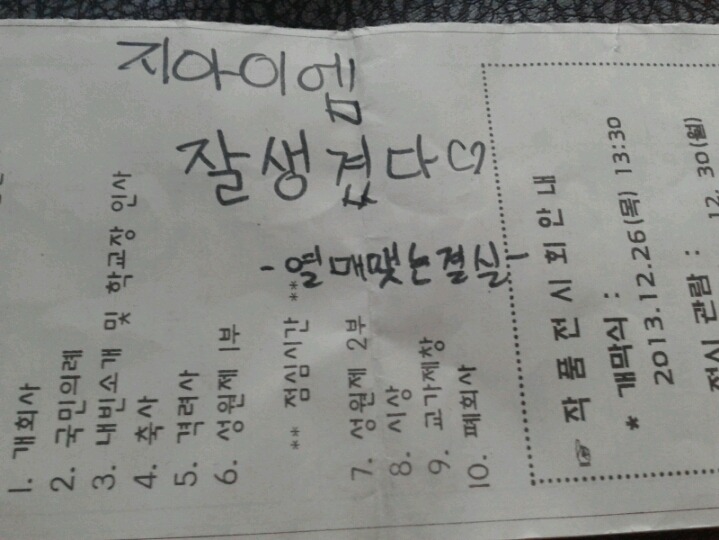 지아이엠
잘생겼다♡
-열매맺는결실-
1. 개회사
2. 국민의례
3. 내빈소개 및 학교장 인사
4. 축사
5. 격려사
6. 성원제 1부
** 점심시간 **
7. 성원제 2부
8. 시상
9. 교가제창
10. 폐회사
☞ 작품전시회안내
* 개막식 :
2013.12.26(목) 13:30
전시 관람 :
12. 30(월)